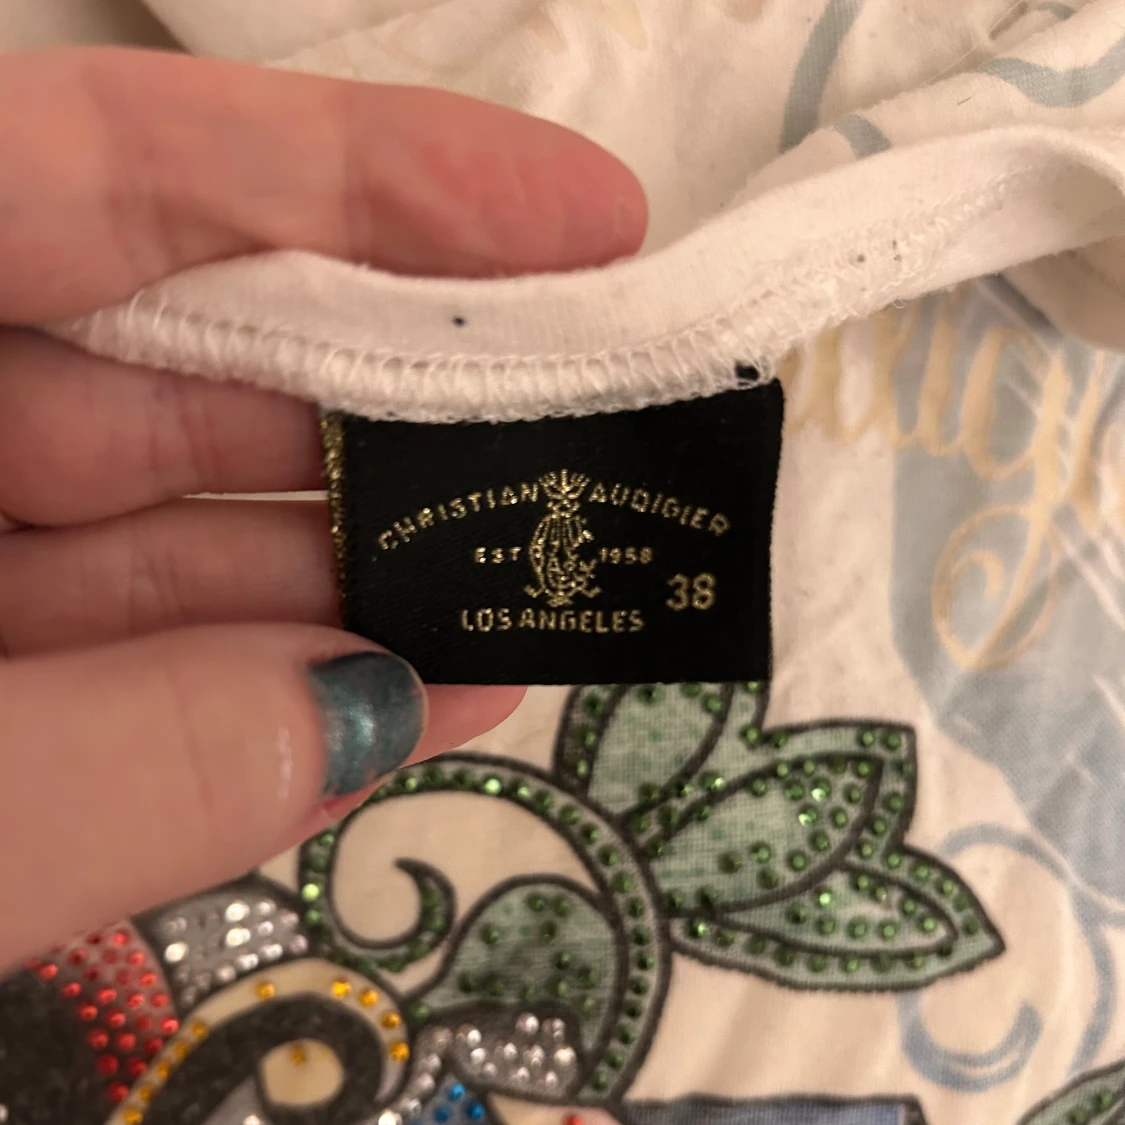 CHRISTIAN AUDIGIER
EST 1958
38
LOS ANGELES